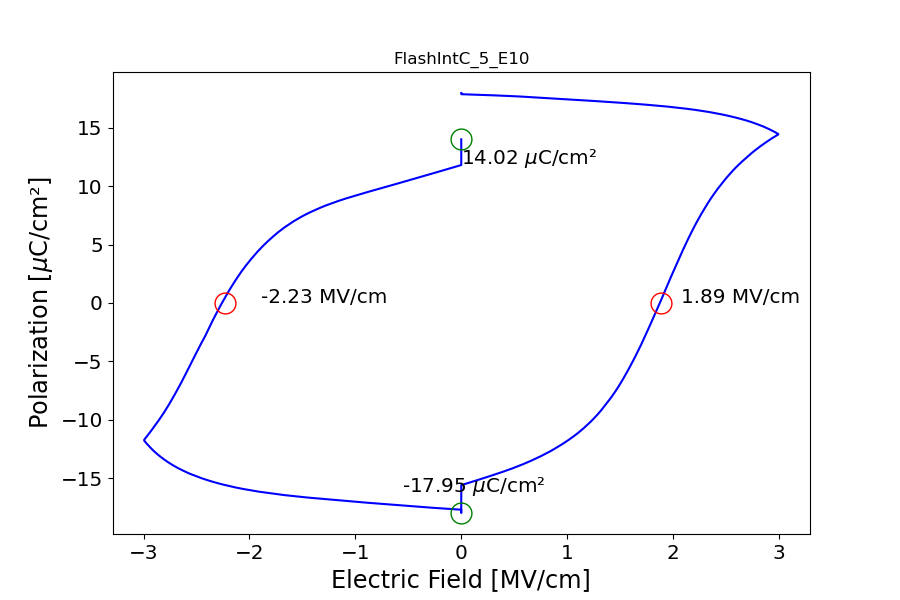 FlashIntC_5_E10
Polarization [μC/cm²]
15
10
5
0
−5
−10
−15
14.02 μC/cm²
-2.23 MV/cm
1.89 MV/cm
-17.95 μC/cm²
−3 −2 −1 0 1 2 3
Electric Field [MV/cm]